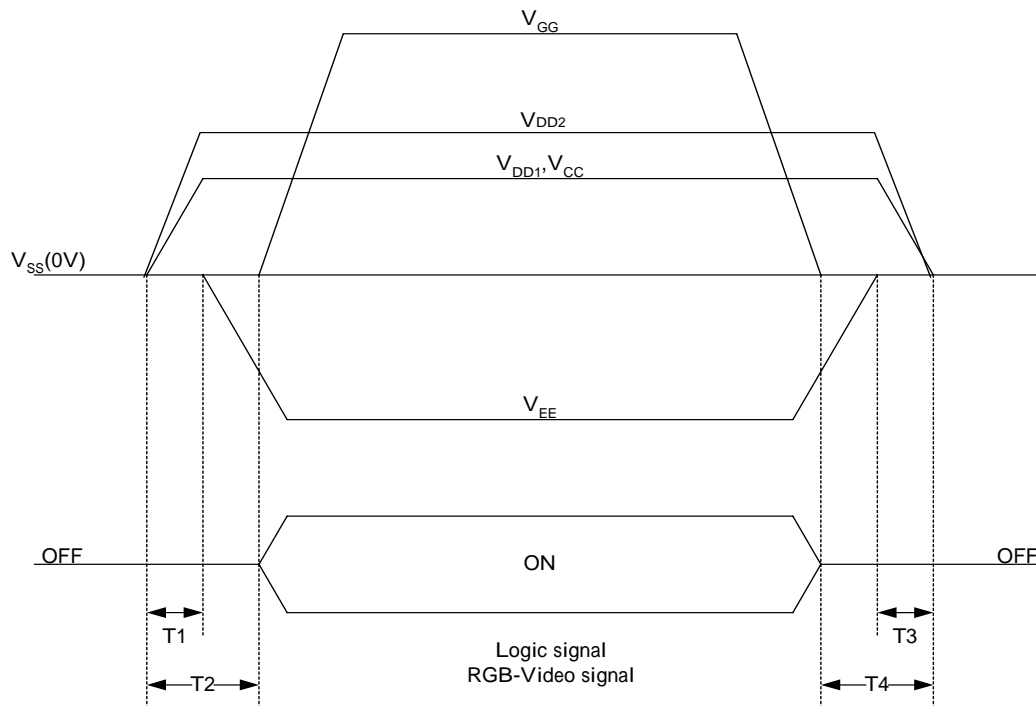 VGG
VDD2
VDD1,VCC
VSS(0V)
VEE
OFF
ON
OFF
T1
T3
Logic signal
RGB-Video signal
T2
T4